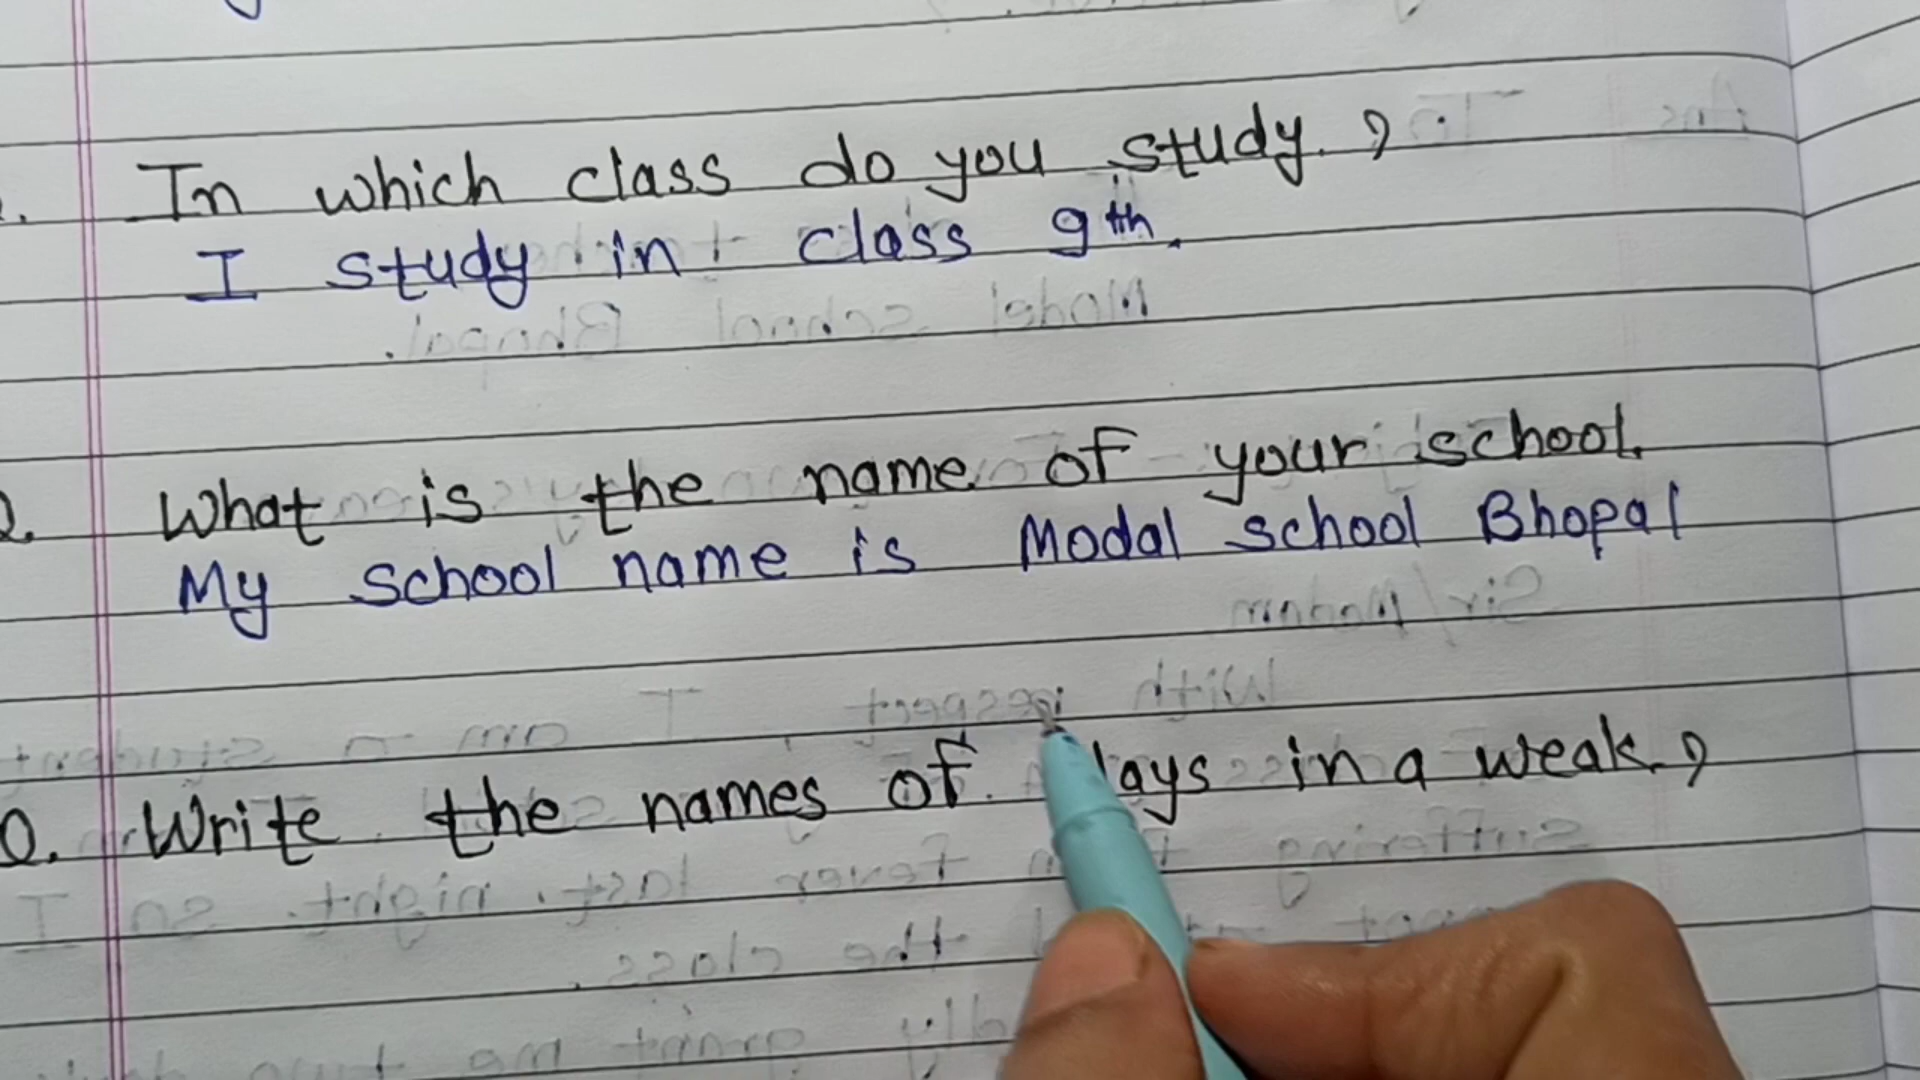 In which class do you study. ?
I study in class 9th.
What is the name of your school.
My school name is Modal school Bhopal
Write the names of days in a weak. ?